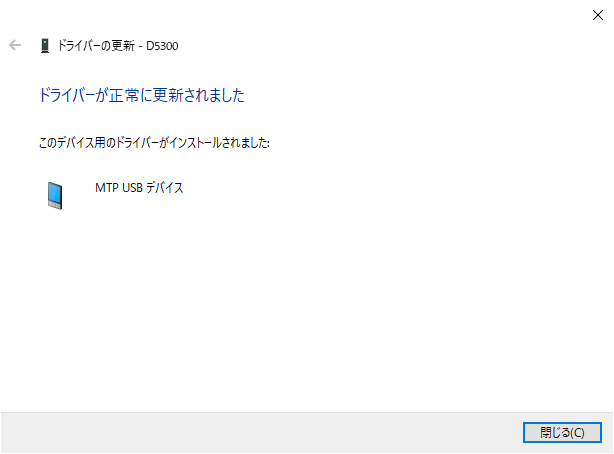 ドライバーの更新 - D5300
ドライバーが正常に更新されました
このデバイス用のドライバーがインストールされました:
MTP USB デバイス
閉じる(C)